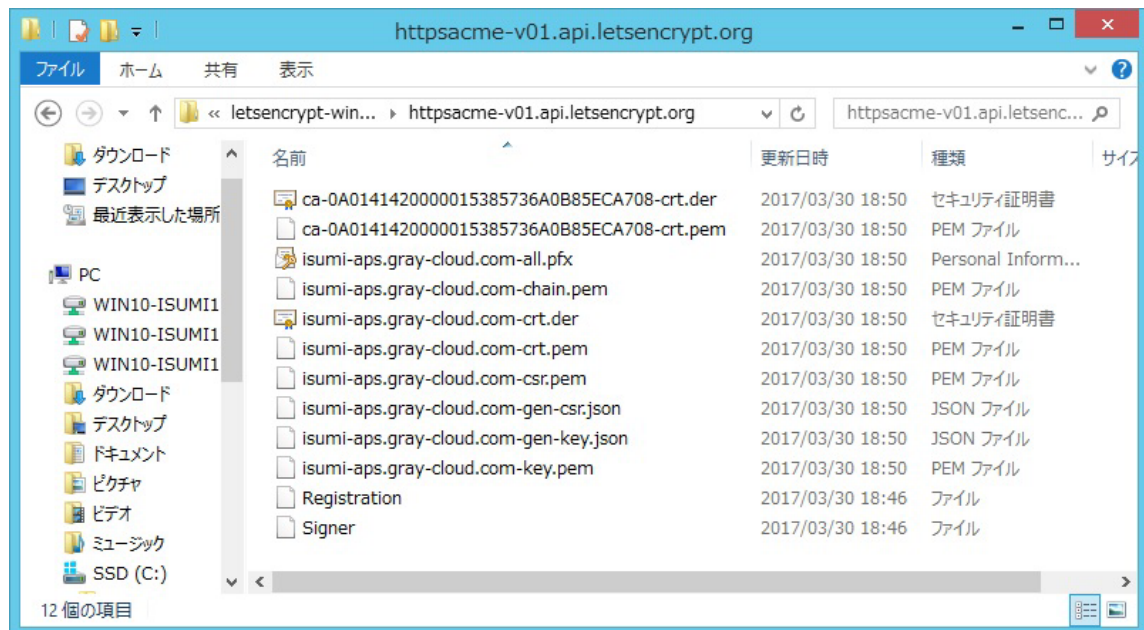 httpsacme-v01.api.letsencrypt.org
ファイル ホーム 共有 表示
« letsencrypt-win... httpsacme-v01.api.letsencrypt.org httpsacme-v01.api.letsenc...
ダウンロード
デスクトップ
最近表示した場所
PC
WIN10-ISUMI1
WIN10-ISUMI1
WIN10-ISUMI1
ダウンロード
デスクトップ
ドキュメント
ピクチャ
ビデオ
ミュージック
SSD (C:)
名前 更新日時 種類 サイズ
ca-0A0141420000015385736A0B85ECA708-crt.der 2017/03/30 18:50 セキュリティ証明書
ca-0A0141420000015385736A0B85ECA708-crt.pem 2017/03/30 18:50 PEM ファイル
isumi-aps.gray-cloud.com-all.pfx 2017/03/30 18:50 Personal Inform...
isumi-aps.gray-cloud.com-chain.pem 2017/03/30 18:50 PEM ファイル
isumi-aps.gray-cloud.com-crt.der 2017/03/30 18:50 セキュリティ証明書
isumi-aps.gray-cloud.com-crt.pem 2017/03/30 18:50 PEM ファイル
isumi-aps.gray-cloud.com-csr.pem 2017/03/30 18:50 PEM ファイル
isumi-aps.gray-cloud.com-gen-csr.json 2017/03/30 18:50 JSON ファイル
isumi-aps.gray-cloud.com-gen-key.json 2017/03/30 18:50 JSON ファイル
isumi-aps.gray-cloud.com-key.pem 2017/03/30 18:50 PEM ファイル
Registration 2017/03/30 18:46 ファイル
Signer 2017/03/30 18:46 ファイル
12 個の項目